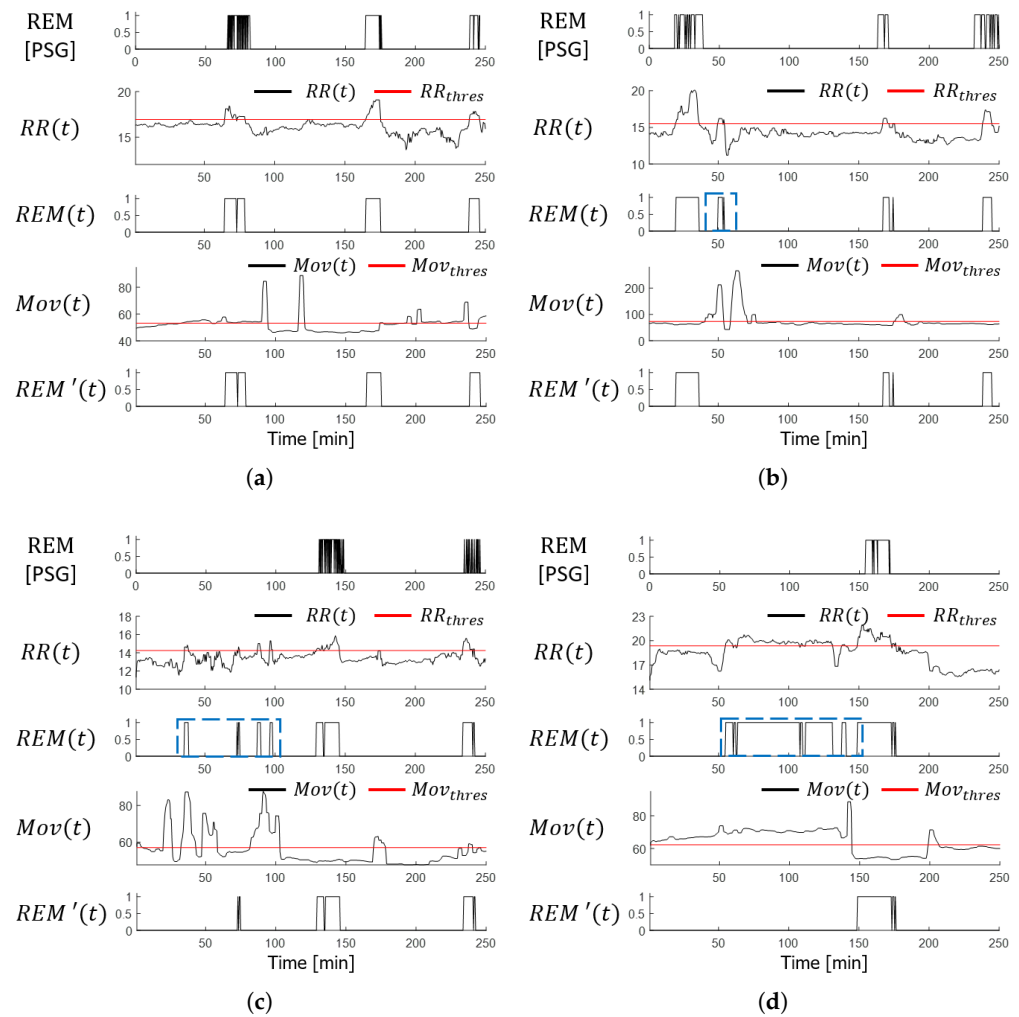 REM
[PSG]
1
0.5
0
0 50 100 150 200 250
RR(t) RR_thres
RR(t)
20
15
50 100 150 200 250
REM(t)
1
0.5
0
50 100 150 200 250
Mov(t) Mov_thres
Mov(t)
80
60
40
50 100 150 200 250
REM'(t)
1
0.5
0
50 100 150 200 250
Time [min]
(a)
REM
[PSG]
1
0.5
0
0 50 100 150 200 250
RR(t) RR_thres
RR(t)
20
15
10
50 100 150 200 250
REM(t)
1
0.5
0
50 100 150 200 250
Mov(t) Mov_thres
Mov(t)
200
100
0
50 100 150 200 250
REM'(t)
1
0.5
0
50 100 150 200 250
Time [min]
(b)
REM
[PSG]
1
0.5
0
0 50 100 150 200 250
RR(t) RR_thres
RR(t)
18
16
14
12
10
50 100 150 200 250
REM(t)
1
0.5
0
50 100 150 200 250
Mov(t) Mov_thres
Mov(t)
80
60
50 100 150 200 250
REM'(t)
1
0.5
0
50 100 150 200 250
Time [min]
(c)
REM
[PSG]
1
0.5
0
0 50 100 150 200 250
RR(t) RR_thres
RR(t)
23
20
17
14
50 100 150 200 250
REM(t)
1
0.5
0
50 100 150 200 250
Mov(t) Mov_thres
Mov(t)
80
60
50 100 150 200 250
REM'(t)
1
0.5
0
50 100 150 200 250
Time [min]
(d)